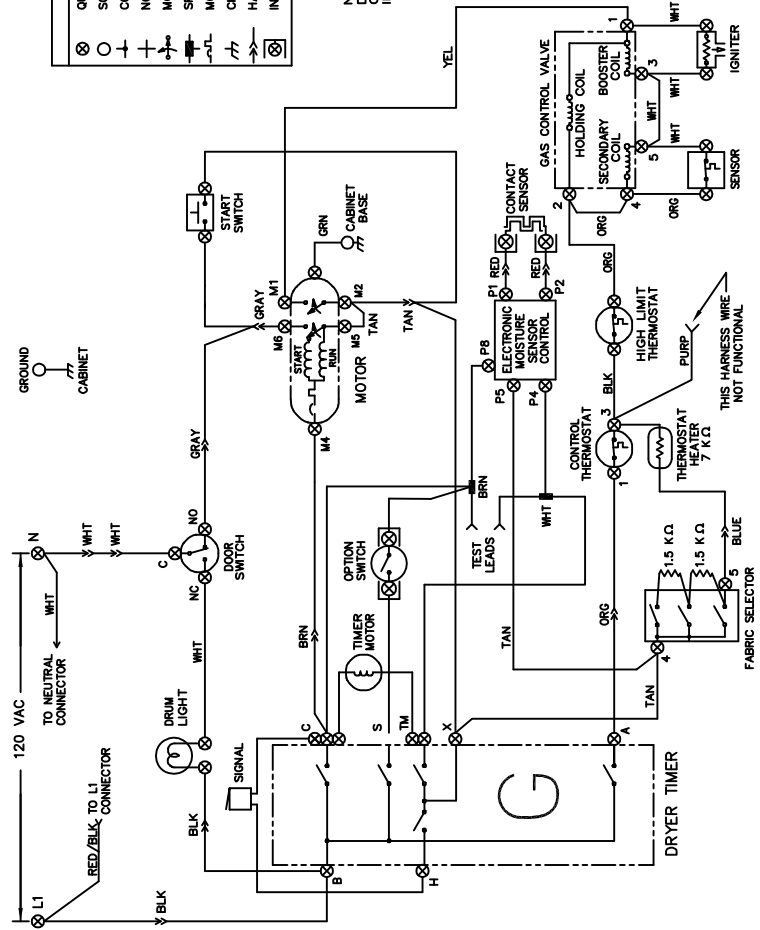 120 VAC
L1
N
RED/BLK TO L1
CONNECTOR
TO NEUTRAL
CONNECTOR
WHT
BLK
WHT
WHT
GROUND
CABINET
BLK
DRUM
LIGHT
WHT
NC
C
NO
DOOR
SWITCH
GRAY
GRAY
START
SWITCH
YEL
SIGNAL
B
H
C
S
TM
X
A
G
DRYER TIMER
BRN
TIMER
MOTOR
OPTION
SWITCH
M4
M6
M1
M5
M2
START
RUN
MOTOR
GRN
CABINET
BASE
TAN
TAN
TEST
LEADS
BRN
WHT
P8
P5
P4
P1
P2
ELECTRONIC
MOISTURE
SENSOR
CONTROL
RED
RED
CONTACT
SENSOR
TAN
ORG
TAN
4
5
FABRIC SELECTOR
1.5 KΩ
1.5 KΩ
BLUE
1
3
CONTROL
THERMOSTAT
THERMOSTAT
HEATER
7 KΩ
BLK
HIGH LIMIT
THERMOSTAT
PURP
THIS HARNESS WIRE
NOT FUNCTIONAL
ORG
ORG
ORG
2
4
GAS CONTROL VALVE
HOLDING COIL
SECONDARY
COIL
BOOSTER
COIL
5
3
1
WHT
WHT
WHT
WHT
SENSOR
IGNITER